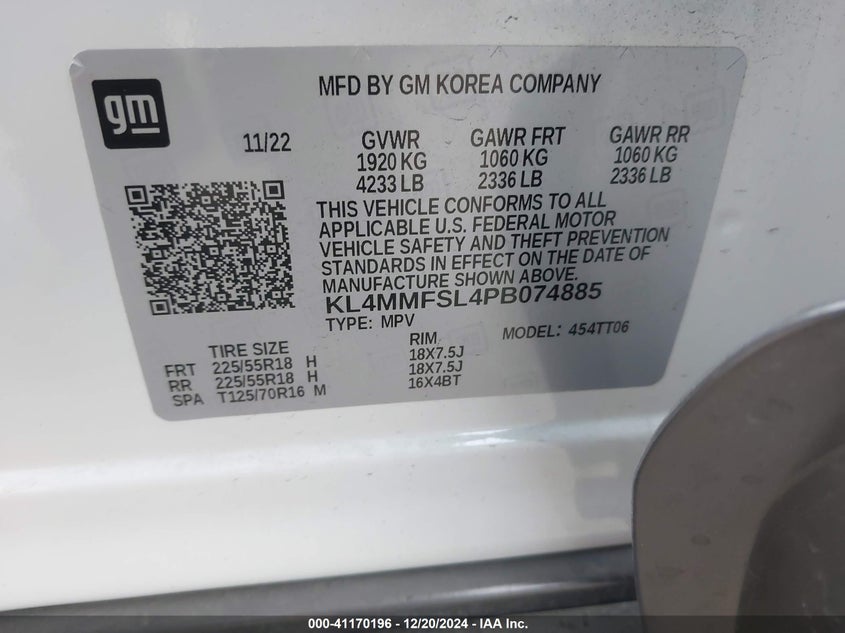 gm
MFD BY GM KOREA COMPANY
11/22 GVWR GAWR FRT GAWR RR
1920 KG 1060 KG 1060 KG
4233 LB 2336 LB 2336 LB
THIS VEHICLE CONFORMS TO ALL
APPLICABLE U.S. FEDERAL MOTOR
VEHICLE SAFETY AND THEFT PREVENTION
STANDARDS IN EFFECT ON THE DATE OF
MANUFACTURE SHOWN ABOVE.
KL4MMFSL4PB074885
TYPE: MPV MODEL: 454TT06
TIRE SIZE RIM
FRT 225/55R18 H 18X7.5J
RR 225/55R18 H 18X7.5J
SPA T125/70R16 M 16X4BT
000-41170196 - 12/20/2024 - IAA Inc.